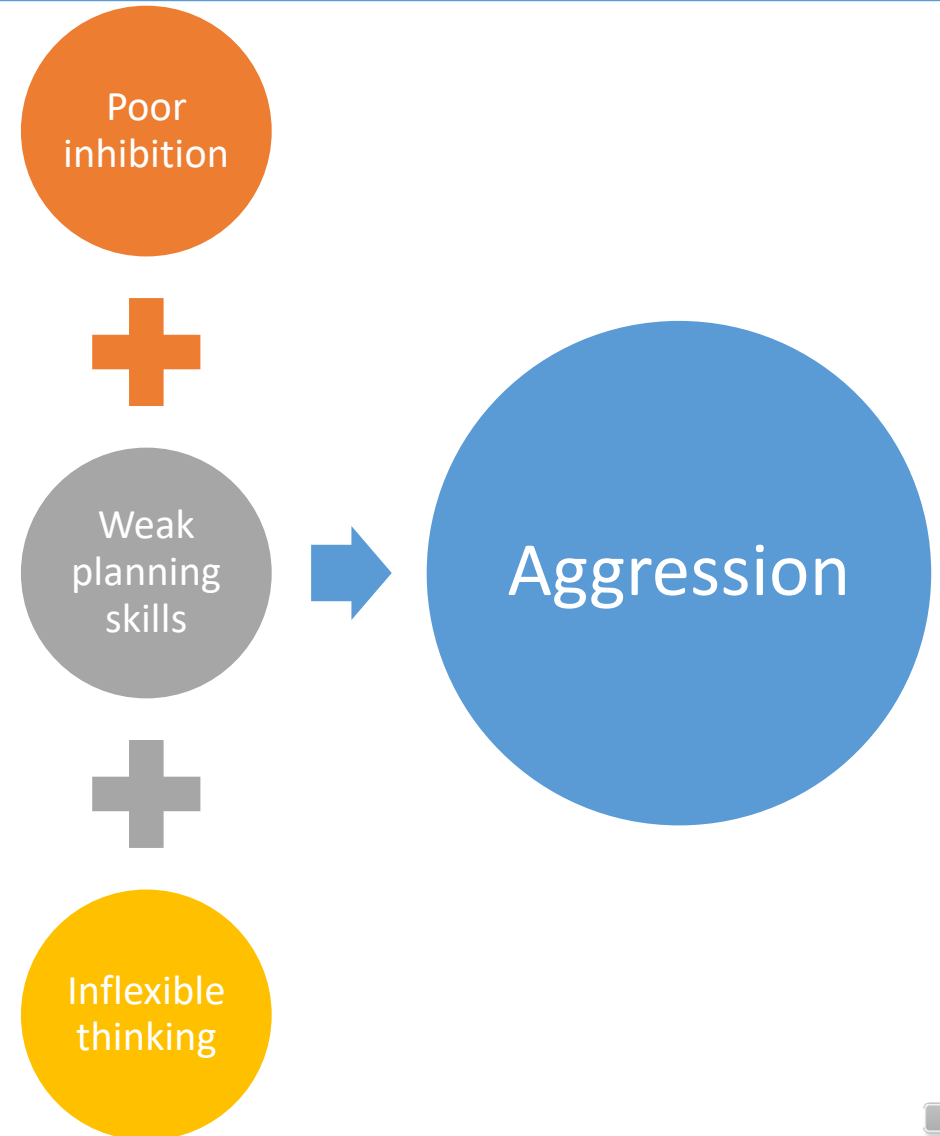 Poor
inhibition
Weak
planning
skills
Aggression
Inflexible
thinking